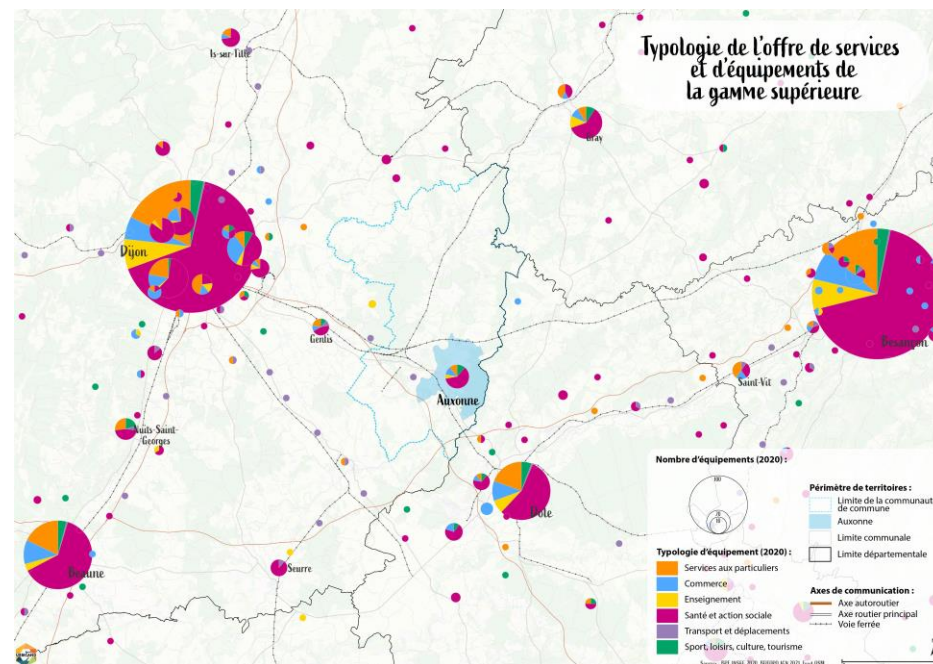 Typologie de l'offre de services
et d'équipements de
la gamme supérieure
Is-sur-Tille
Gray
Dijon
Besançon
Genlis
Auxonne
Saint-Vit
Nuits-Saint-
Georges
Dole
Beaune
Seurre
Nombre d'équipements (2020) :
20
10
Typologie d'équipement (2020) :
Services aux particuliers
Commerce
Enseignement
Santé et action sociale
Transport et déplacements
Sport, loisirs, culture, tourisme
Périmètre de territoires :
Limite de la communaut
de commune
Auxonne
Limite communale
Limite départementale
Axes de communication :
Axe autoroutier
Axe routier principal
Voie ferrée